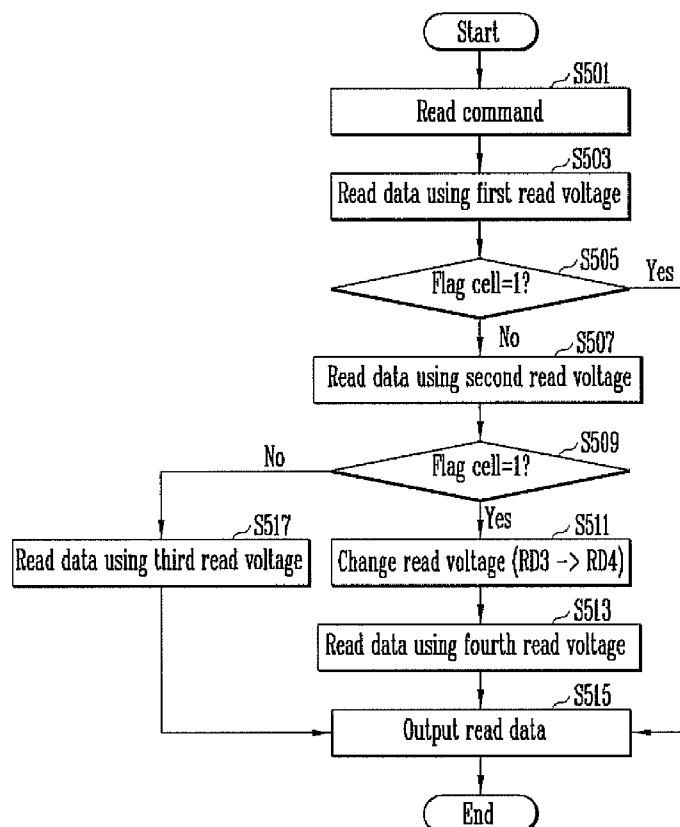 Start
S501
Read command
S503
Read data using first read voltage
S505
Flag cell=1?
Yes
No
S507
Read data using second read voltage
S509
No
Flag cell=1?
Yes
S517
S511
Read data using third read voltage
Change read voltage (RD3 -> RD4)
S513
Read data using fourth read voltage
S515
Output read data
End